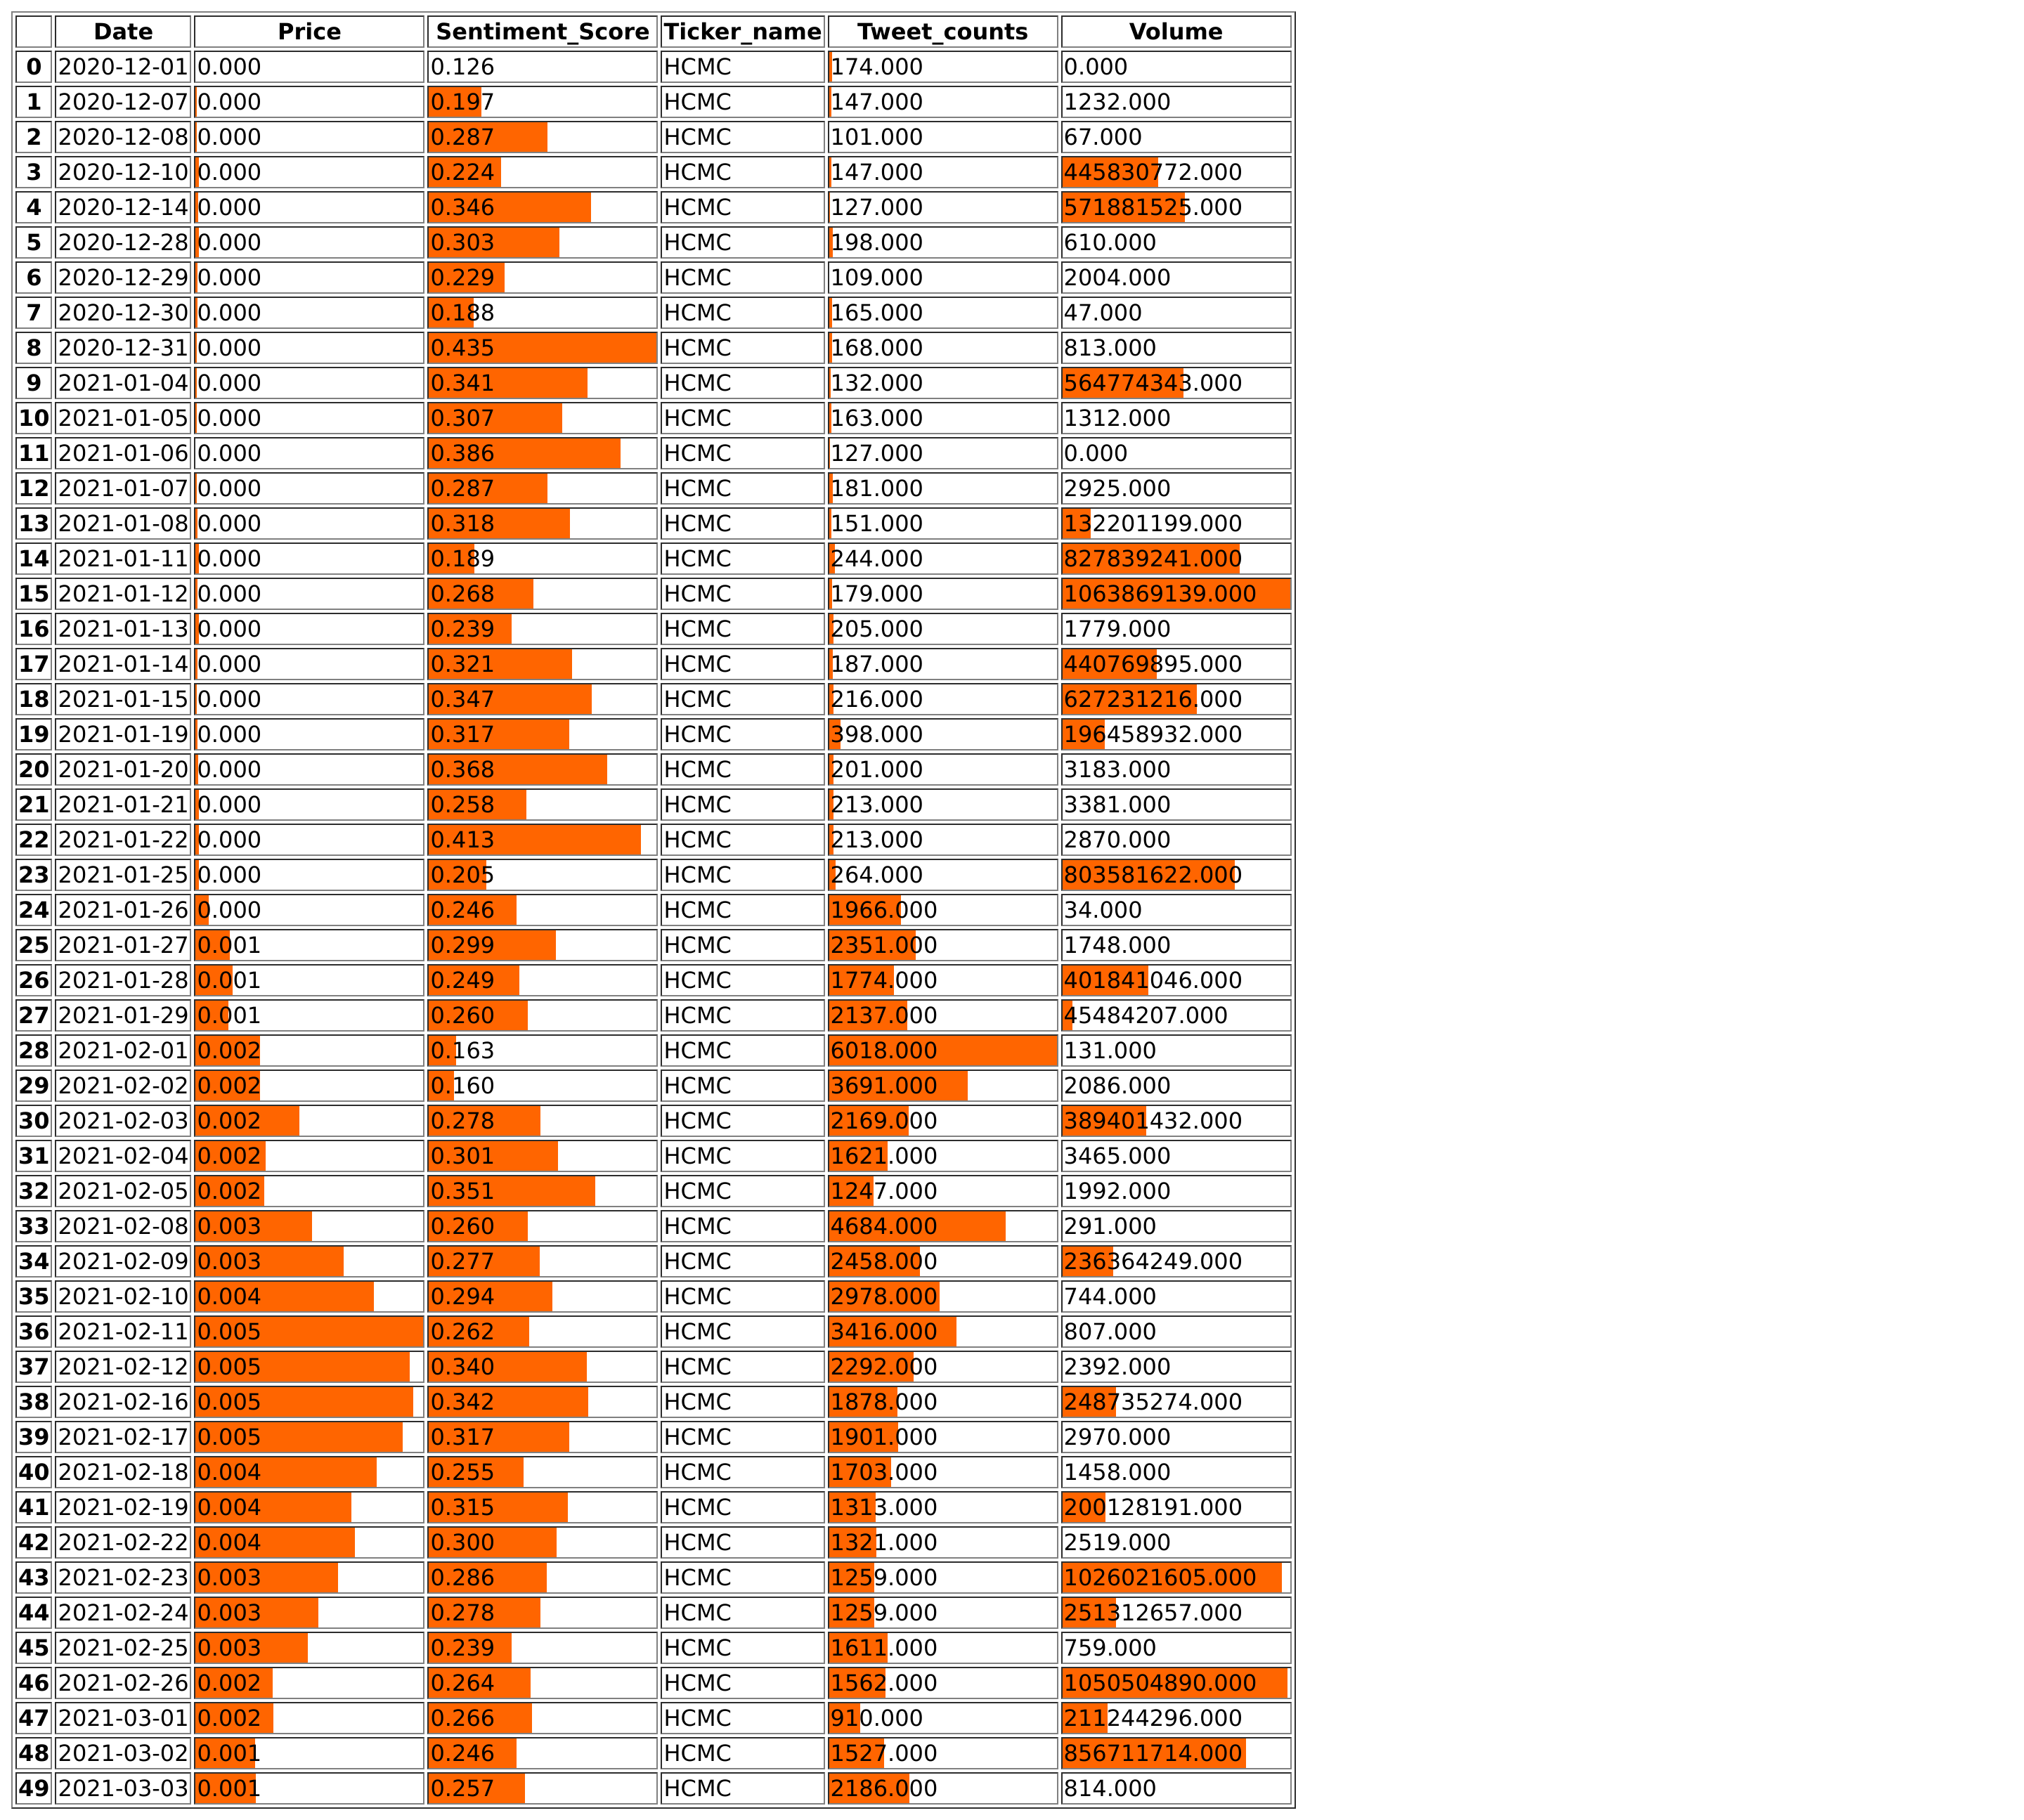 Date Price Sentiment_Score Ticker_name Tweet_counts Volume
0 2020-12-01 0.000 0.126 HCMC 174.000 0.000
1 2020-12-07 0.000 0.197 HCMC 147.000 1232.000
2 2020-12-08 0.000 0.287 HCMC 101.000 67.000
3 2020-12-10 0.000 0.224 HCMC 147.000 445830772.000
4 2020-12-14 0.000 0.346 HCMC 127.000 571881525.000
5 2020-12-28 0.000 0.303 HCMC 198.000 610.000
6 2020-12-29 0.000 0.229 HCMC 109.000 2004.000
7 2020-12-30 0.000 0.188 HCMC 165.000 47.000
8 2020-12-31 0.000 0.435 HCMC 168.000 813.000
9 2021-01-04 0.000 0.341 HCMC 132.000 564774343.000
10 2021-01-05 0.000 0.307 HCMC 163.000 1312.000
11 2021-01-06 0.000 0.386 HCMC 127.000 0.000
12 2021-01-07 0.000 0.287 HCMC 181.000 2925.000
13 2021-01-08 0.000 0.318 HCMC 151.000 132201199.000
14 2021-01-11 0.000 0.189 HCMC 244.000 827839241.000
15 2021-01-12 0.000 0.268 HCMC 179.000 1063869139.000
16 2021-01-13 0.000 0.239 HCMC 205.000 1779.000
17 2021-01-14 0.000 0.321 HCMC 187.000 440769895.000
18 2021-01-15 0.000 0.347 HCMC 216.000 627231216.000
19 2021-01-19 0.000 0.317 HCMC 398.000 196458932.000
20 2021-01-20 0.000 0.368 HCMC 201.000 3183.000
21 2021-01-21 0.000 0.258 HCMC 213.000 3381.000
22 2021-01-22 0.000 0.413 HCMC 213.000 2870.000
23 2021-01-25 0.000 0.205 HCMC 264.000 803581622.000
24 2021-01-26 0.000 0.246 HCMC 1966.000 34.000
25 2021-01-27 0.001 0.299 HCMC 2351.000 1748.000
26 2021-01-28 0.001 0.249 HCMC 1774.000 401841046.000
27 2021-01-29 0.001 0.260 HCMC 2137.000 45484207.000
28 2021-02-01 0.002 0.163 HCMC 6018.000 131.000
29 2021-02-02 0.002 0.160 HCMC 3691.000 2086.000
30 2021-02-03 0.002 0.278 HCMC 2169.000 389401432.000
31 2021-02-04 0.002 0.301 HCMC 1621.000 3465.000
32 2021-02-05 0.002 0.351 HCMC 1247.000 1992.000
33 2021-02-08 0.003 0.260 HCMC 4684.000 291.000
34 2021-02-09 0.003 0.277 HCMC 2458.000 236364249.000
35 2021-02-10 0.004 0.294 HCMC 2978.000 744.000
36 2021-02-11 0.005 0.262 HCMC 3416.000 807.000
37 2021-02-12 0.005 0.340 HCMC 2292.000 2392.000
38 2021-02-16 0.005 0.342 HCMC 1878.000 248735274.000
39 2021-02-17 0.005 0.317 HCMC 1901.000 2970.000
40 2021-02-18 0.004 0.255 HCMC 1703.000 1458.000
41 2021-02-19 0.004 0.315 HCMC 1313.000 200128191.000
42 2021-02-22 0.004 0.300 HCMC 1321.000 2519.000
43 2021-02-23 0.003 0.286 HCMC 1259.000 1026021605.000
44 2021-02-24 0.003 0.278 HCMC 1259.000 251312657.000
45 2021-02-25 0.003 0.239 HCMC 1611.000 759.000
46 2021-02-26 0.002 0.264 HCMC 1562.000 1050504890.000
47 2021-03-01 0.002 0.266 HCMC 910.000 211244296.000
48 2021-03-02 0.001 0.246 HCMC 1527.000 856711714.000
49 2021-03-03 0.001 0.257 HCMC 2186.000 814.000